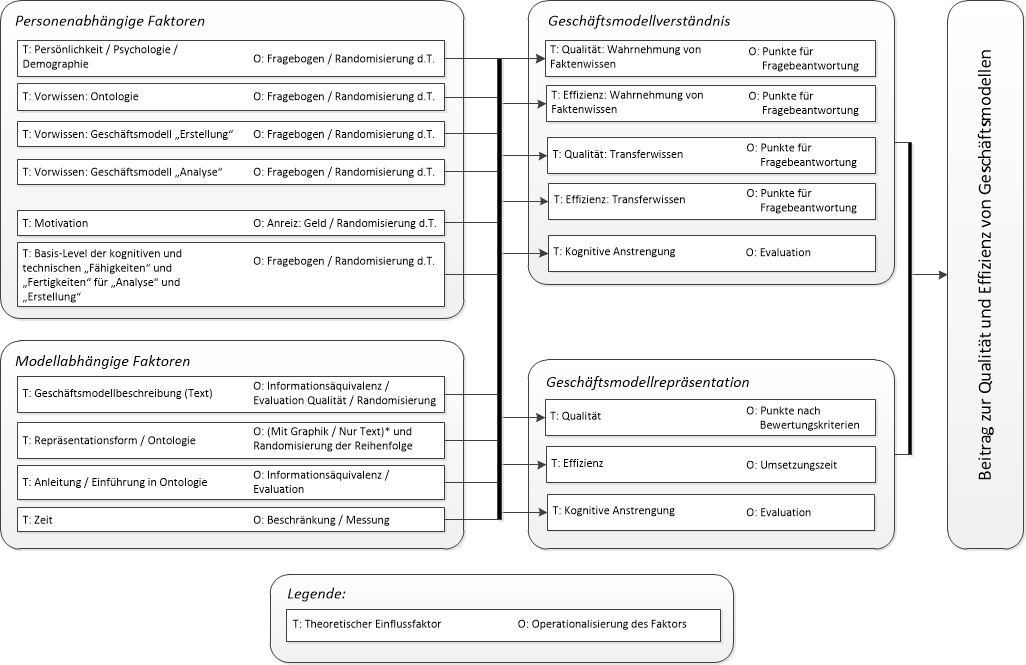 Personenabhängige Faktoren
T: Persönlichkeit / Psychologie /
Demographie
O: Fragebogen / Randomisierung d.T.
T: Vorwissen: Ontologie
O: Fragebogen / Randomisierung d.T.
T: Vorwissen: Geschäftsmodell „Erstellung“
O: Fragebogen / Randomisierung d.T.
T: Vorwissen: Geschäftsmodell „Analyse“
O: Fragebogen / Randomisierung d.T.
T: Motivation
O: Anreiz: Geld / Randomisierung d.T.
T: Basis-Level der kognitiven und
technischen „Fähigkeiten“ und
„Fertigkeiten“ für „Analyse“ und
„Erstellung“
O: Fragebogen / Randomisierung d.T.
Modellabhängige Faktoren
T: Geschäftsmodellbeschreibung (Text)
O: Informationsäquivalenz /
Evaluation Qualität / Randomisierung
T: Repräsentationsform / Ontologie
O: (Mit Graphik / Nur Text)* und
Randomisierung der Reihenfolge
T: Anleitung / Einführung in Ontologie
O: Informationsäquivalenz /
Evaluation
T: Zeit
O: Beschränkung / Messung
Geschäftsmodellverständnis
T: Qualität: Wahrnehmung von
Faktenwissen
O: Punkte für
Fragebeantwortung
T: Effizienz: Wahrnehmung von
Faktenwissen
O: Punkte für
Fragebeantwortung
T: Qualität: Transferwissen
O: Punkte für
Fragebeantwortung
T: Effizienz: Transferwissen
O: Punkte für
Fragebeantwortung
T: Kognitive Anstrengung
O: Evaluation
Geschäftsmodellrepräsentation
T: Qualität
O: Punkte nach
Bewertungskriterien
T: Effizienz
O: Umsetzungszeit
T: Kognitive Anstrengung
O: Evaluation
Beitrag zur Qualität und Effizienz von Geschäftsmodellen
Legende:
T: Theoretischer Einflussfaktor
O: Operationalisierung des Faktors